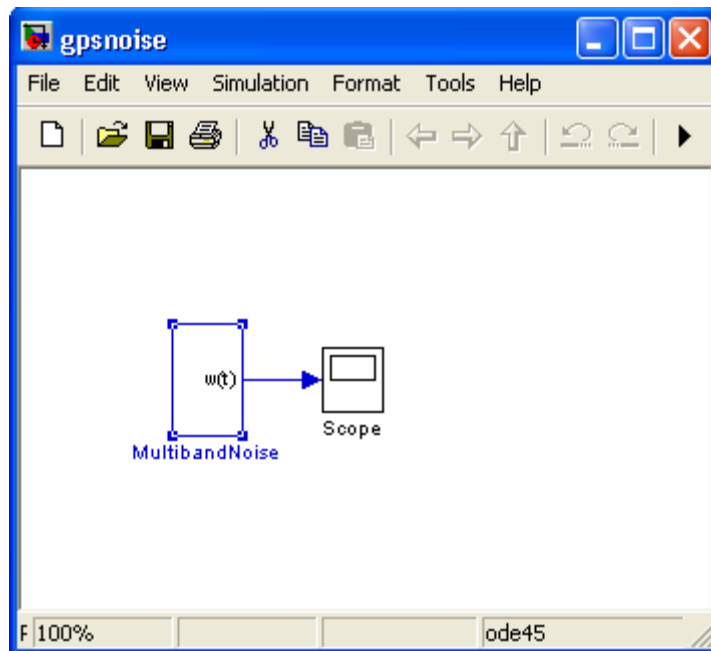 gpsnoise
File Edit View Simulation Format Tools Help
w(t)
Scope
MultibandNoise
F 100% ode45